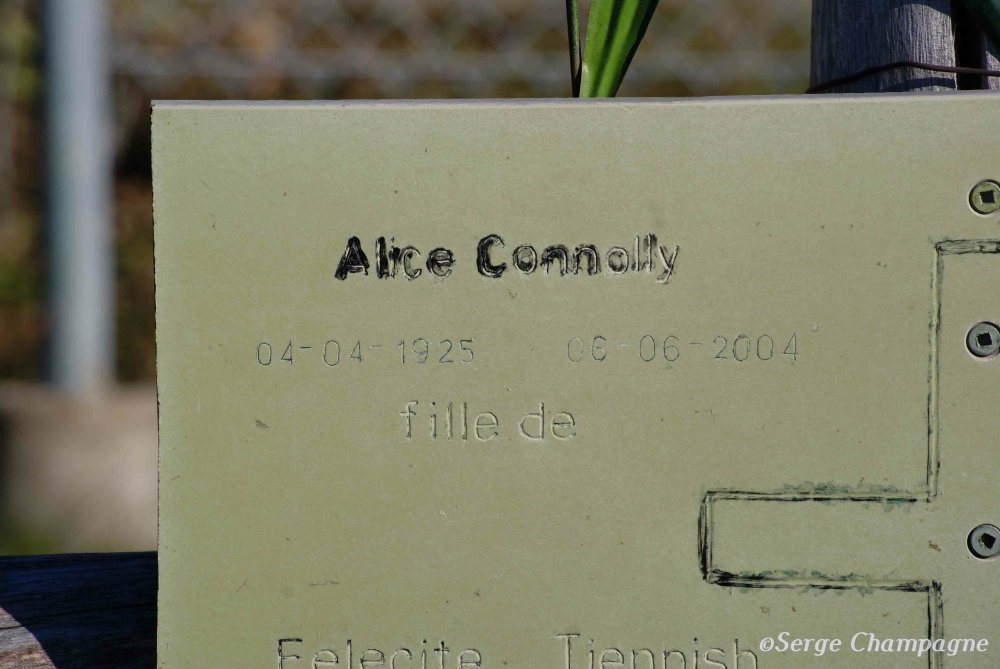 Alice Connolly
04-04-1925 06-06-2004
fille de
Felecite Tiennish
©Serge Champagne